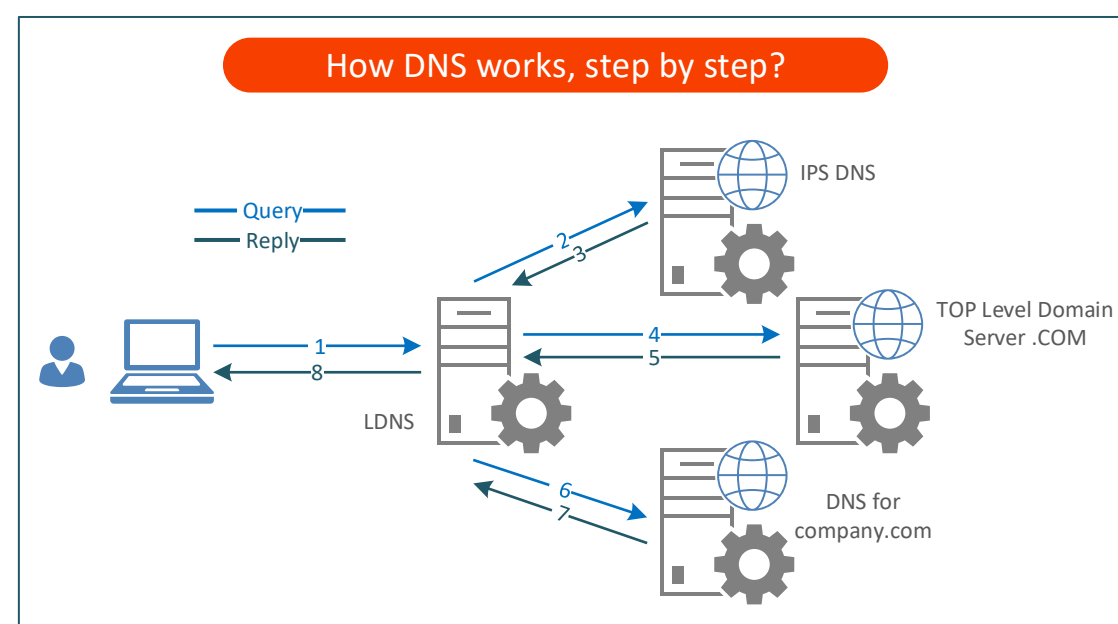 How DNS works, step by step?
IPS DNS
Query
Reply
2
3
TOP Level Domain
Server .COM
4
5
1
8
LDNS
6
7
DNS for
company.com